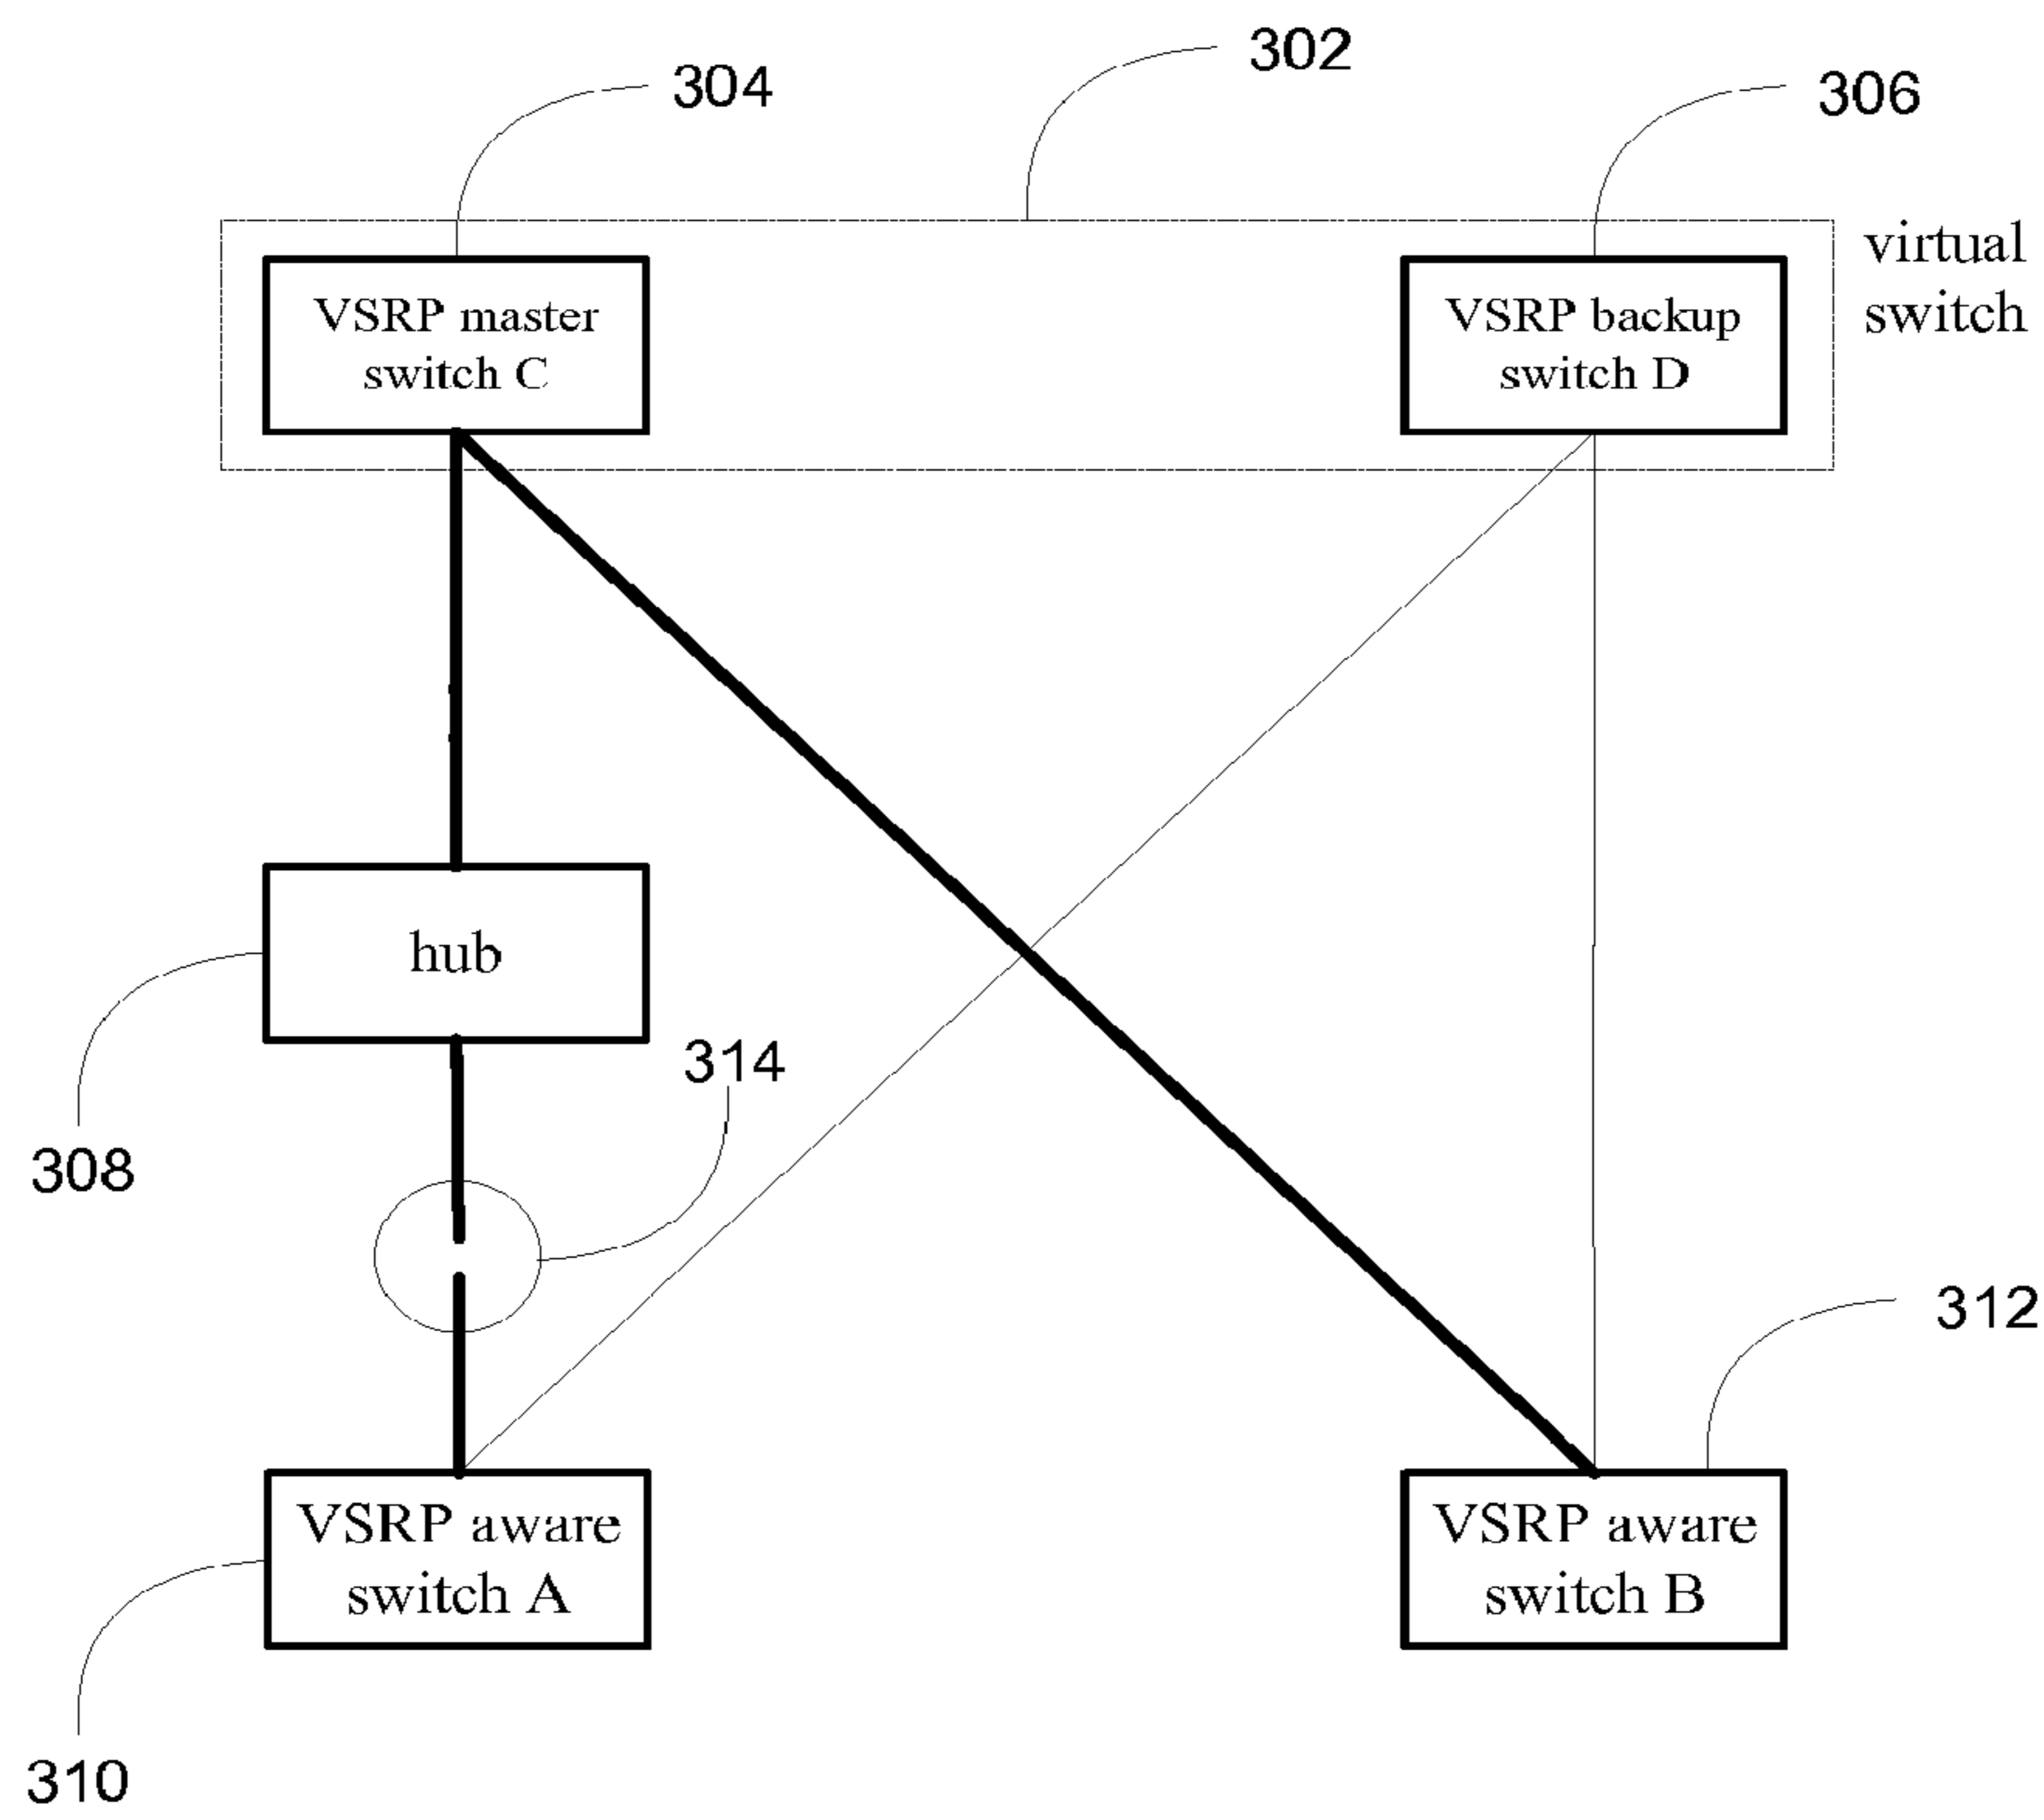 302
304
306
virtual
switch
VSRP master
switch C
VSRP backup
switch D
hub
314
308
312
VSRP aware
switch A
VSRP aware
switch B
310